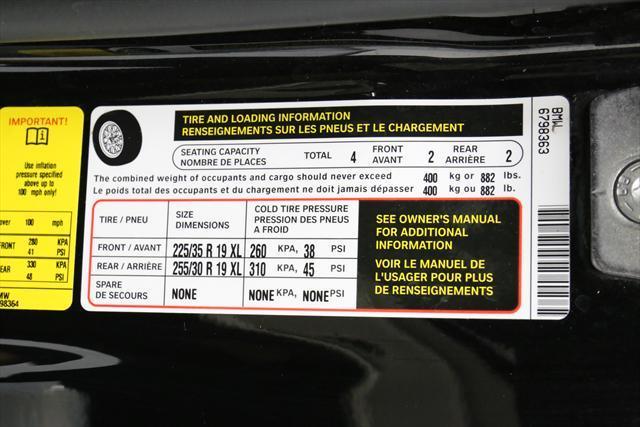 IMPORTANT!
Use inflation
pressure specified
above up to
100 mph only!
over 100 mph
FRONT 280 KPA
41 PSI
REAR 330 KPA
48 PSI
98364
TIRE AND LOADING INFORMATION
RENSEIGNEMENTS SUR LES PNEUS ET LE CHARGEMENT
SEATING CAPACITY TOTAL 4 FRONT 2 REAR 2
NOMBRE DE PLACES AVANT ARRIÈRE
The combined weight of occupants and cargo should never exceed 400 kg or 882 lbs.
Le poids total des occupants et du chargement ne doit jamais dépasser 400 kg ou 882 lb.
TIRE / PNEU SIZE DIMENSIONS COLD TIRE PRESSURE
PRESSION DES PNEUS
A FROID
FRONT / AVANT 225/35 R 19 XL 260 KPA, 38 PSI
REAR / ARRIÈRE 255/30 R 19 XL 310 KPA, 45 PSI
SPARE
DE SECOURS NONE NONE KPA, NONE PSI
SEE OWNER'S MANUAL
FOR ADDITIONAL
INFORMATION
VOIR LE MANUEL DE
L'USAGER POUR PLUS
DE RENSEIGNEMENTS
BMW
6798363